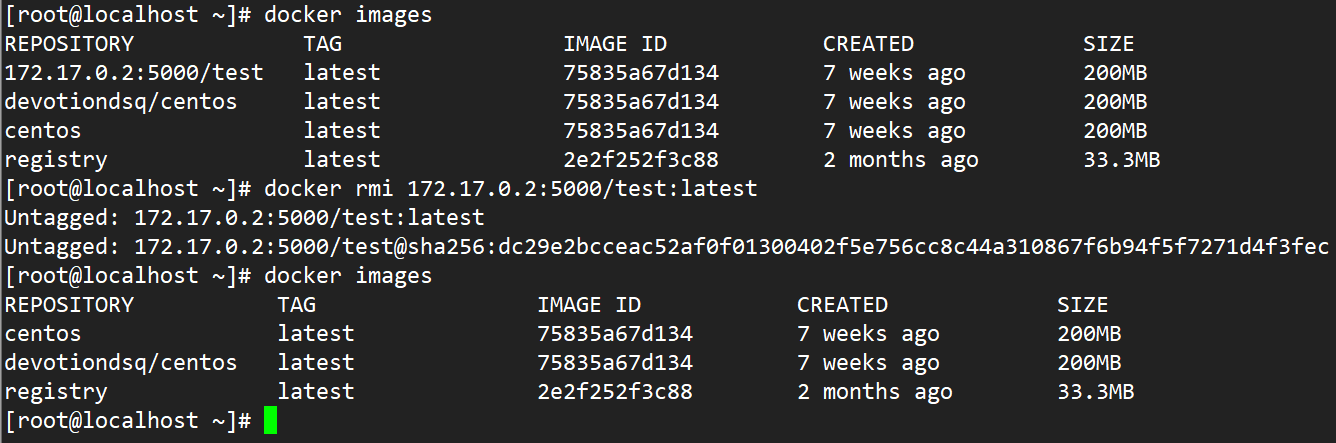 [root@localhost ~]# docker images
REPOSITORY TAG IMAGE ID CREATED SIZE
172.17.0.2:5000/test latest 75835a67d134 7 weeks ago 200MB
devotiondsq/centos latest 75835a67d134 7 weeks ago 200MB
centos latest 75835a67d134 7 weeks ago 200MB
registry latest 2e2f252f3c88 2 months ago 33.3MB
[root@localhost ~]# docker rmi 172.17.0.2:5000/test:latest
Untagged: 172.17.0.2:5000/test:latest
Untagged: 172.17.0.2:5000/test@sha256:dc29e2bcceac52af0f01300402f5e756cc8c44a310867f6b94f5f7271d4f3fec
[root@localhost ~]# docker images
REPOSITORY TAG IMAGE ID CREATED SIZE
centos latest 75835a67d134 7 weeks ago 200MB
devotiondsq/centos latest 75835a67d134 7 weeks ago 200MB
registry latest 2e2f252f3c88 2 months ago 33.3MB
[root@localhost ~]#